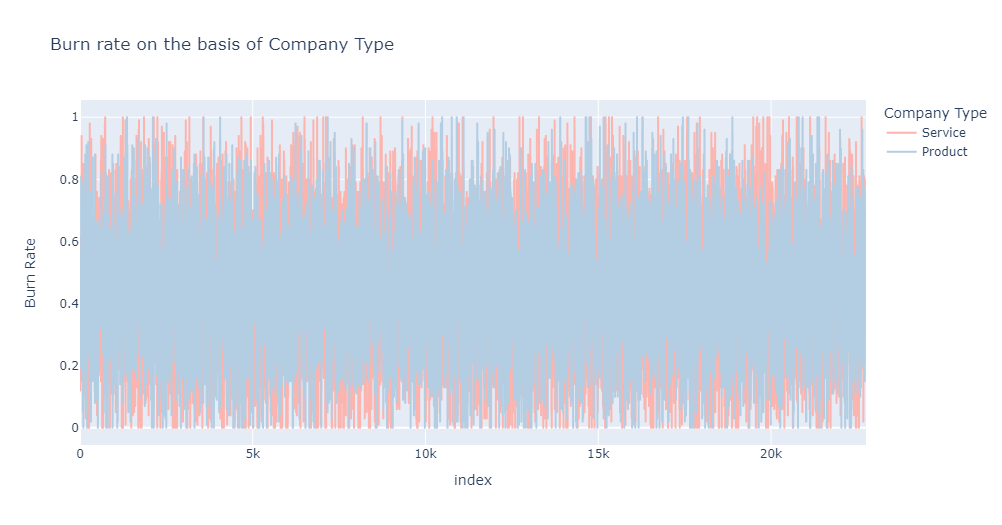 Burn rate on the basis of Company Type
Company Type
Service
Product
Burn Rate
1
0.8
0.6
0.4
0.2
0
0
5k
10k
15k
20k
index